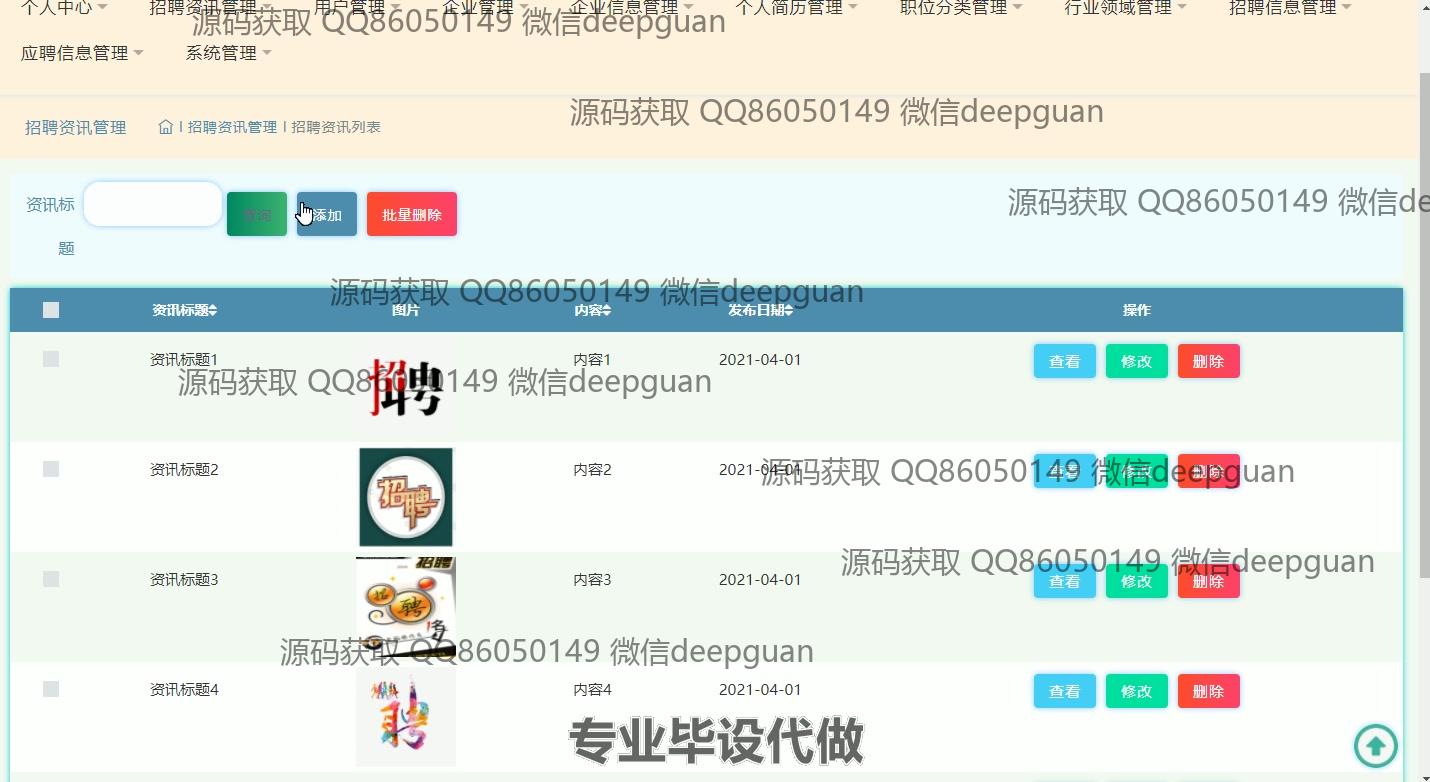 个人中心 招聘资讯管理 用户管理 企业管理 企业信息管理 个人简历管理 职位分类管理 行业领域管理 招聘信息管理
源码获取 QQ86050149 微信deepguan
应聘信息管理 系统管理
源码获取 QQ86050149 微信deepguan
招聘资讯管理 | 招聘资讯管理 | 招聘资讯列表
源码获取 QQ86050149 微信de
资讯标题 查询 添加 批量删除
源码获取 QQ86050149 微信deepguan
资讯标题 图片 内容 发布日期 操作
资讯标题1 招聘 内容1 2021-04-01 查看 修改 删除
源码获取 QQ86050149 微信deepguan
资讯标题2 招聘 内容2 2021-04-01 查看 修改 删除
源码获取 QQ86050149 微信deepguan
源码获取 QQ86050149 微信deepguan
招聘
资讯标题3 招聘 内容3 2021-04-01 查看 修改 删除
源码获取 QQ86050149 微信deepguan
资讯标题4 聘 内容4 2021-04-01 查看 修改 删除
专业毕设代做